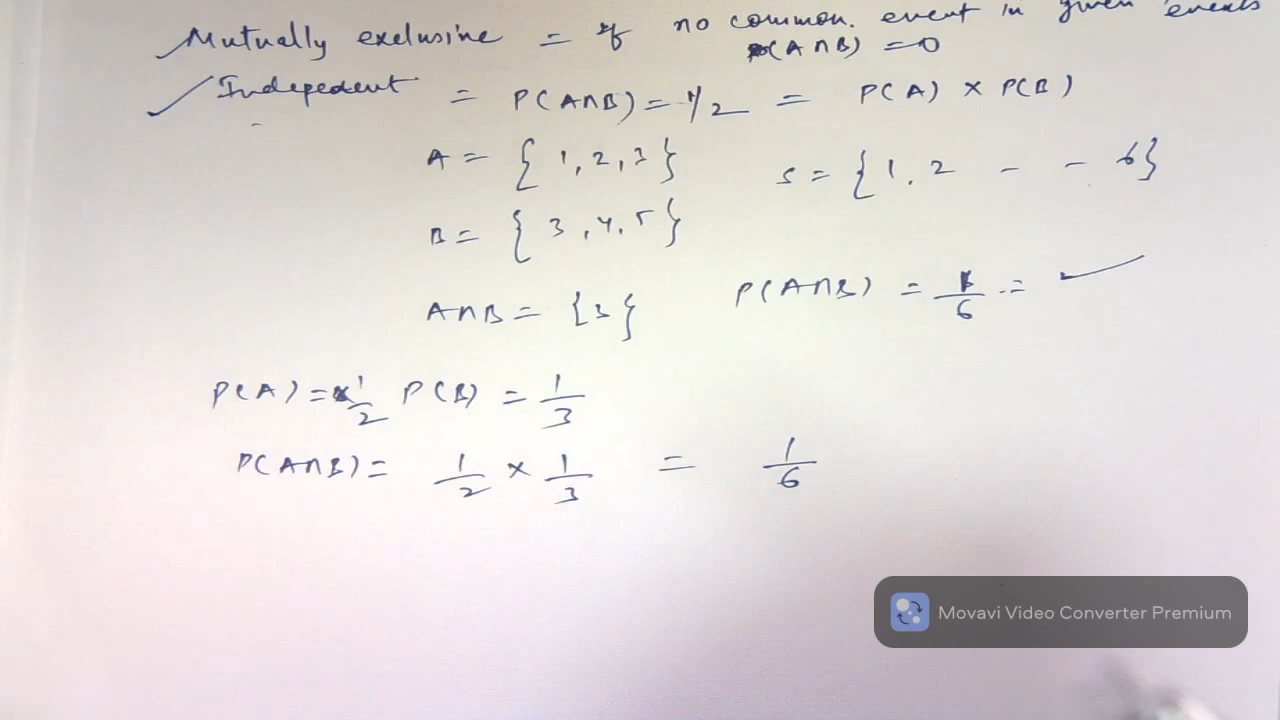 Mutually exclusive = if no common. event in given events
P(A∩B) = 0
Indepedent = P(A∩B) = 1/2 = P(A) × P(B)
A = {1, 2, 3} S = {1, 2 - - 6}
B = {3, 4, 5}
A∩B = {3} P(A∩B) = 1/6 =
P(A) = 1/2 P(B) = 1/3
P(A∩B) = 1/2 × 1/3 = 1/6
Movavi Video Converter Premium